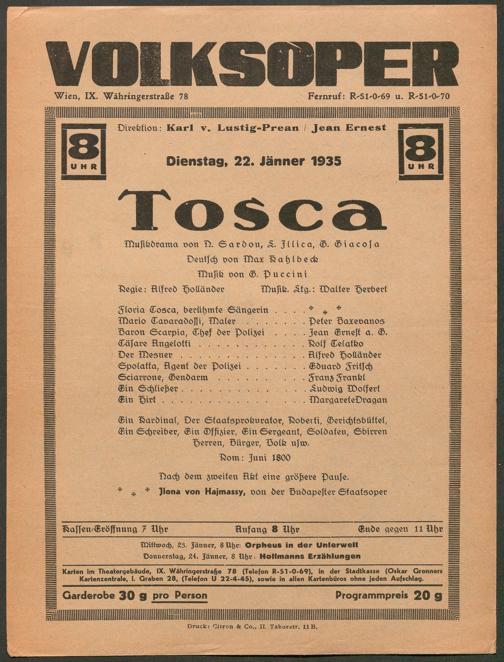 VOLKSOPER
Wien, IX. Währingerstraße 78 Fernruf: R-51-0-69 u. R-51-0-70
8 UHR
Direktion: Karl v. Lustig-Prean / Jean Ernest
8 UHR
Dienstag, 22. Jänner 1935
Tosca
Musikdrama von V. Sardou, L. Illica, G. Giacosa
Deutsch von Max Kahlbeck
Musik von G. Puccini
Regie: Alfred Holländer Musik. Ltg.: Walter Herbert
Floria Tosca, berühmte Sängerin . . . . * * *
Mario Cavaradossi, Maler . . . . . . . . Peter Baxevanos
Baron Scarpia, Chef der Polizei . . . . . Jean Ernest a. G.
Cäsare Angelotti . . . . . . . . . . . . Rolf Telasko
Der Mesner . . . . . . . . . . . . . . Alfred Holländer
Spoletta, Agent der Polizei . . . . . . . Eduard Fritsch
Sciarrone, Gendarm . . . . . . . . . . Franz Frankl
Ein Schließer . . . . . . . . . . . . . Ludwig Wolfert
Ein Hirt . . . . . . . . . . . . . . . . MargareteDragan
Ein Kardinal, Der Staatsprokurator, Roberti, Gerichtsbüttel,
Ein Schreiber, Ein Offizier, Ein Sergeant, Soldaten, Sbirren
Herren, Bürger, Volk usw.
Rom: Juni 1800
Nach dem zweiten Akt eine größere Pause.
* * * Ilona von Hajmassy, von der Budapester Staatsoper
Kassen-Eröffnung 7 Uhr Anfang 8 Uhr Ende gegen 11 Uhr
Mittwoch, 23. Jänner, 8 Uhr: Orpheus in der Unterwelt
Donnerstag, 24. Jänner, 8 Uhr: Hoffmanns Erzählungen
Karten im Theatergebäude, IX. Währingerstraße 78 (Telefon R-51-0-69), in der Stadtkasse (Oskar Gronners
Kartenzentrale, I. Graben 28, (Telefon U 22-4-45), sowie in allen Kartenbüros ohne jeden Aufschlag.
Garderobe 30 g pro Person Programmpreis 20 g
Druck: Citron & Co., II. Taborstr. 11 B.